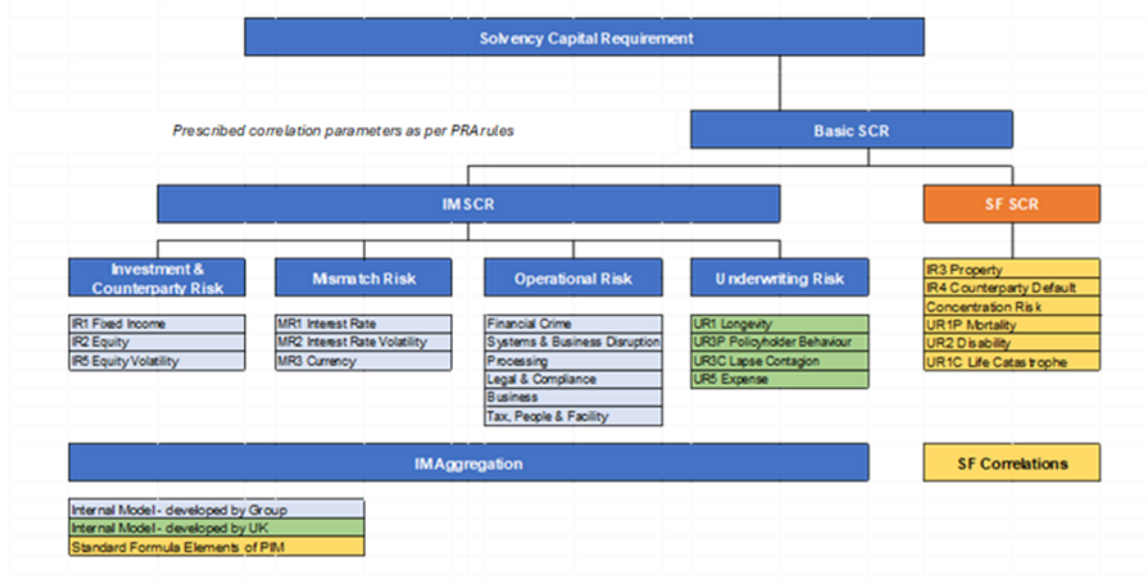 Solvency Capital Requirement
Prescribed correlation parameters as per PRA rules
Basic SCR
IM SCR
SF SCR
Investment &
Counterparty Risk
Mismatch Risk
Operational Risk
Underwriting Risk
IR1 Fixed Income
IR2 Equity
IR5 Equity Volatility
MR1 Interest Rate
MR2 Interest Rate Volatility
MR3 Currency
Financial Crime
Systems & Business Disruption
Processing
Legal & Compliance
Business
Tax, People & Facility
UR1 Longevity
UR3P Policyholder Behaviour
UR3C Lapse Contagion
UR5 Expense
IR3 Property
IR4 Counterparty Default
Concentration Risk
UR1P Mortality
UR2 Disability
UR1C Life Catastrophe
IM Aggregation
SF Correlations
Internal Model - developed by Group
Internal Model - developed by UK
Standard Formula Elements of PIM